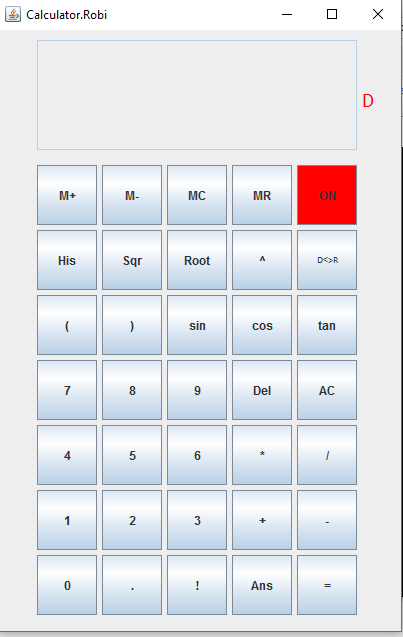 Calculator.Robi
D
M+ M- MC MR ON
His Sqr Root ^ D<>R
( ) sin cos tan
7 8 9 Del AC
4 5 6 * /
1 2 3 + -
0 . ! Ans =